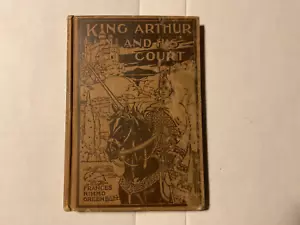 KING ARTHUR
AND HIS
COURT
FRANCES
NIMMO
GREENE